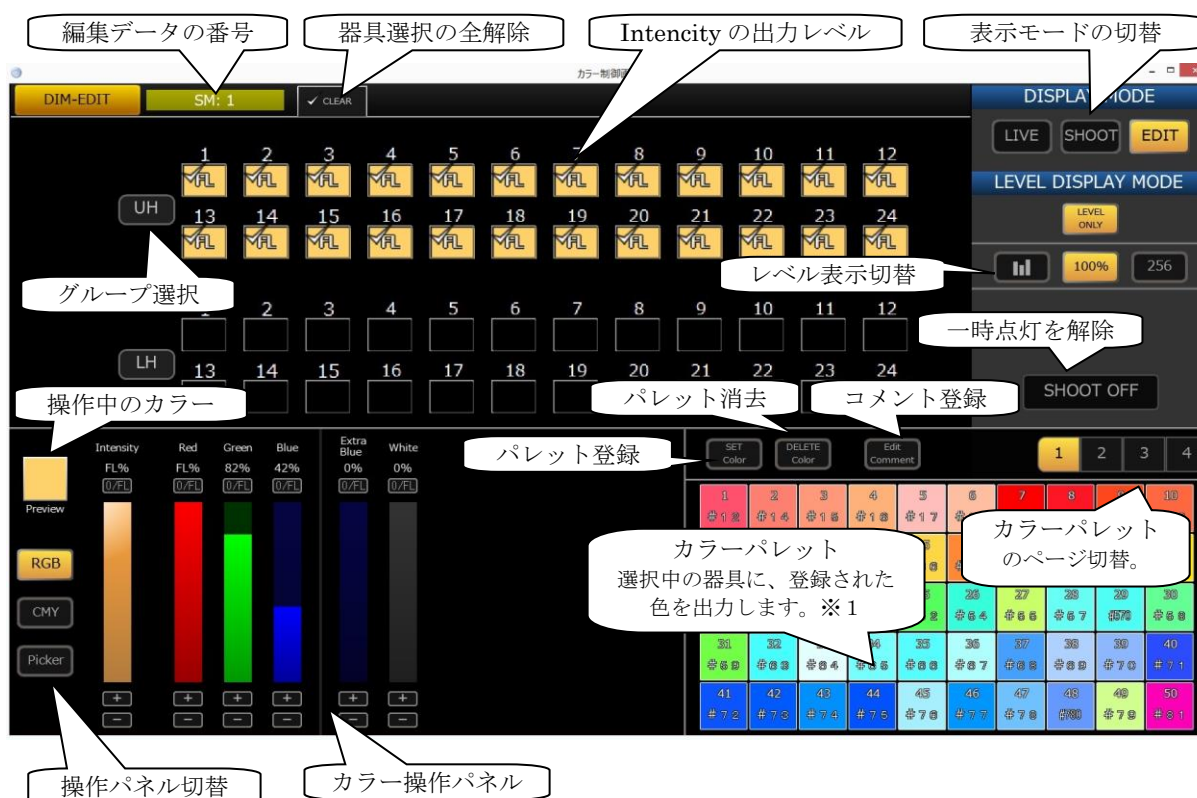 編集データの番号
器具選択の全解除
Intencity の出力レベル
表示モードの切替
DIM-EDIT
SM: 1
✓ CLEAR
カラー制御画
DISPLAY MODE
LIVE SHOOT EDIT
1 2 3 4 5 6 7 8 9 10 11 12
FL FL FL FL FL FL FL FL FL FL FL FL
LEVEL DISPLAY MODE
UH
13 14 15 16 17 18 19 20 21 22 23 24
FL FL FL FL FL FL FL FL FL FL FL FL
LEVEL
ONLY
100% 256
レベル表示切替
グループ選択
1 2 3 4 5 6 7 8 9 10 11 12
一時点灯を解除
LH
13 14 15 16 17 18 19 20 21 22 23 24
SHOOT OFF
操作中のカラー
パレット消去
コメント登録
パレット登録
SET
Color
DELETE
Color
Edit
Comment
1 2 3 4
Intensity Red Green Blue Extra
Blue White
FL% FL% 82% 42% 0% 0%
0/FL 0/FL 0/FL 0/FL 0/FL 0/FL
Preview
RGB
CMY
Picker
+ + + + + +
− − − − − −
1 2 3 4 5 6 7 8 9 10
#12 #14 #15 #16 #17
カラーパレット
のページ切替。
カラーパレット
選択中の器具に、登録された
色を出力します。※1
26 27 28 29 30
#64 #65 #67 #570 #58
31 32 34 35 36 37 38 39 40
#59 #63 #64 #65 #66 #67 #68 #69 #70 #71
41 42 43 44 45 46 47 48 49 50
#72 #73 #74 #75 #76 #77 #78 #780 #79 #81
操作パネル切替
カラー操作パネル